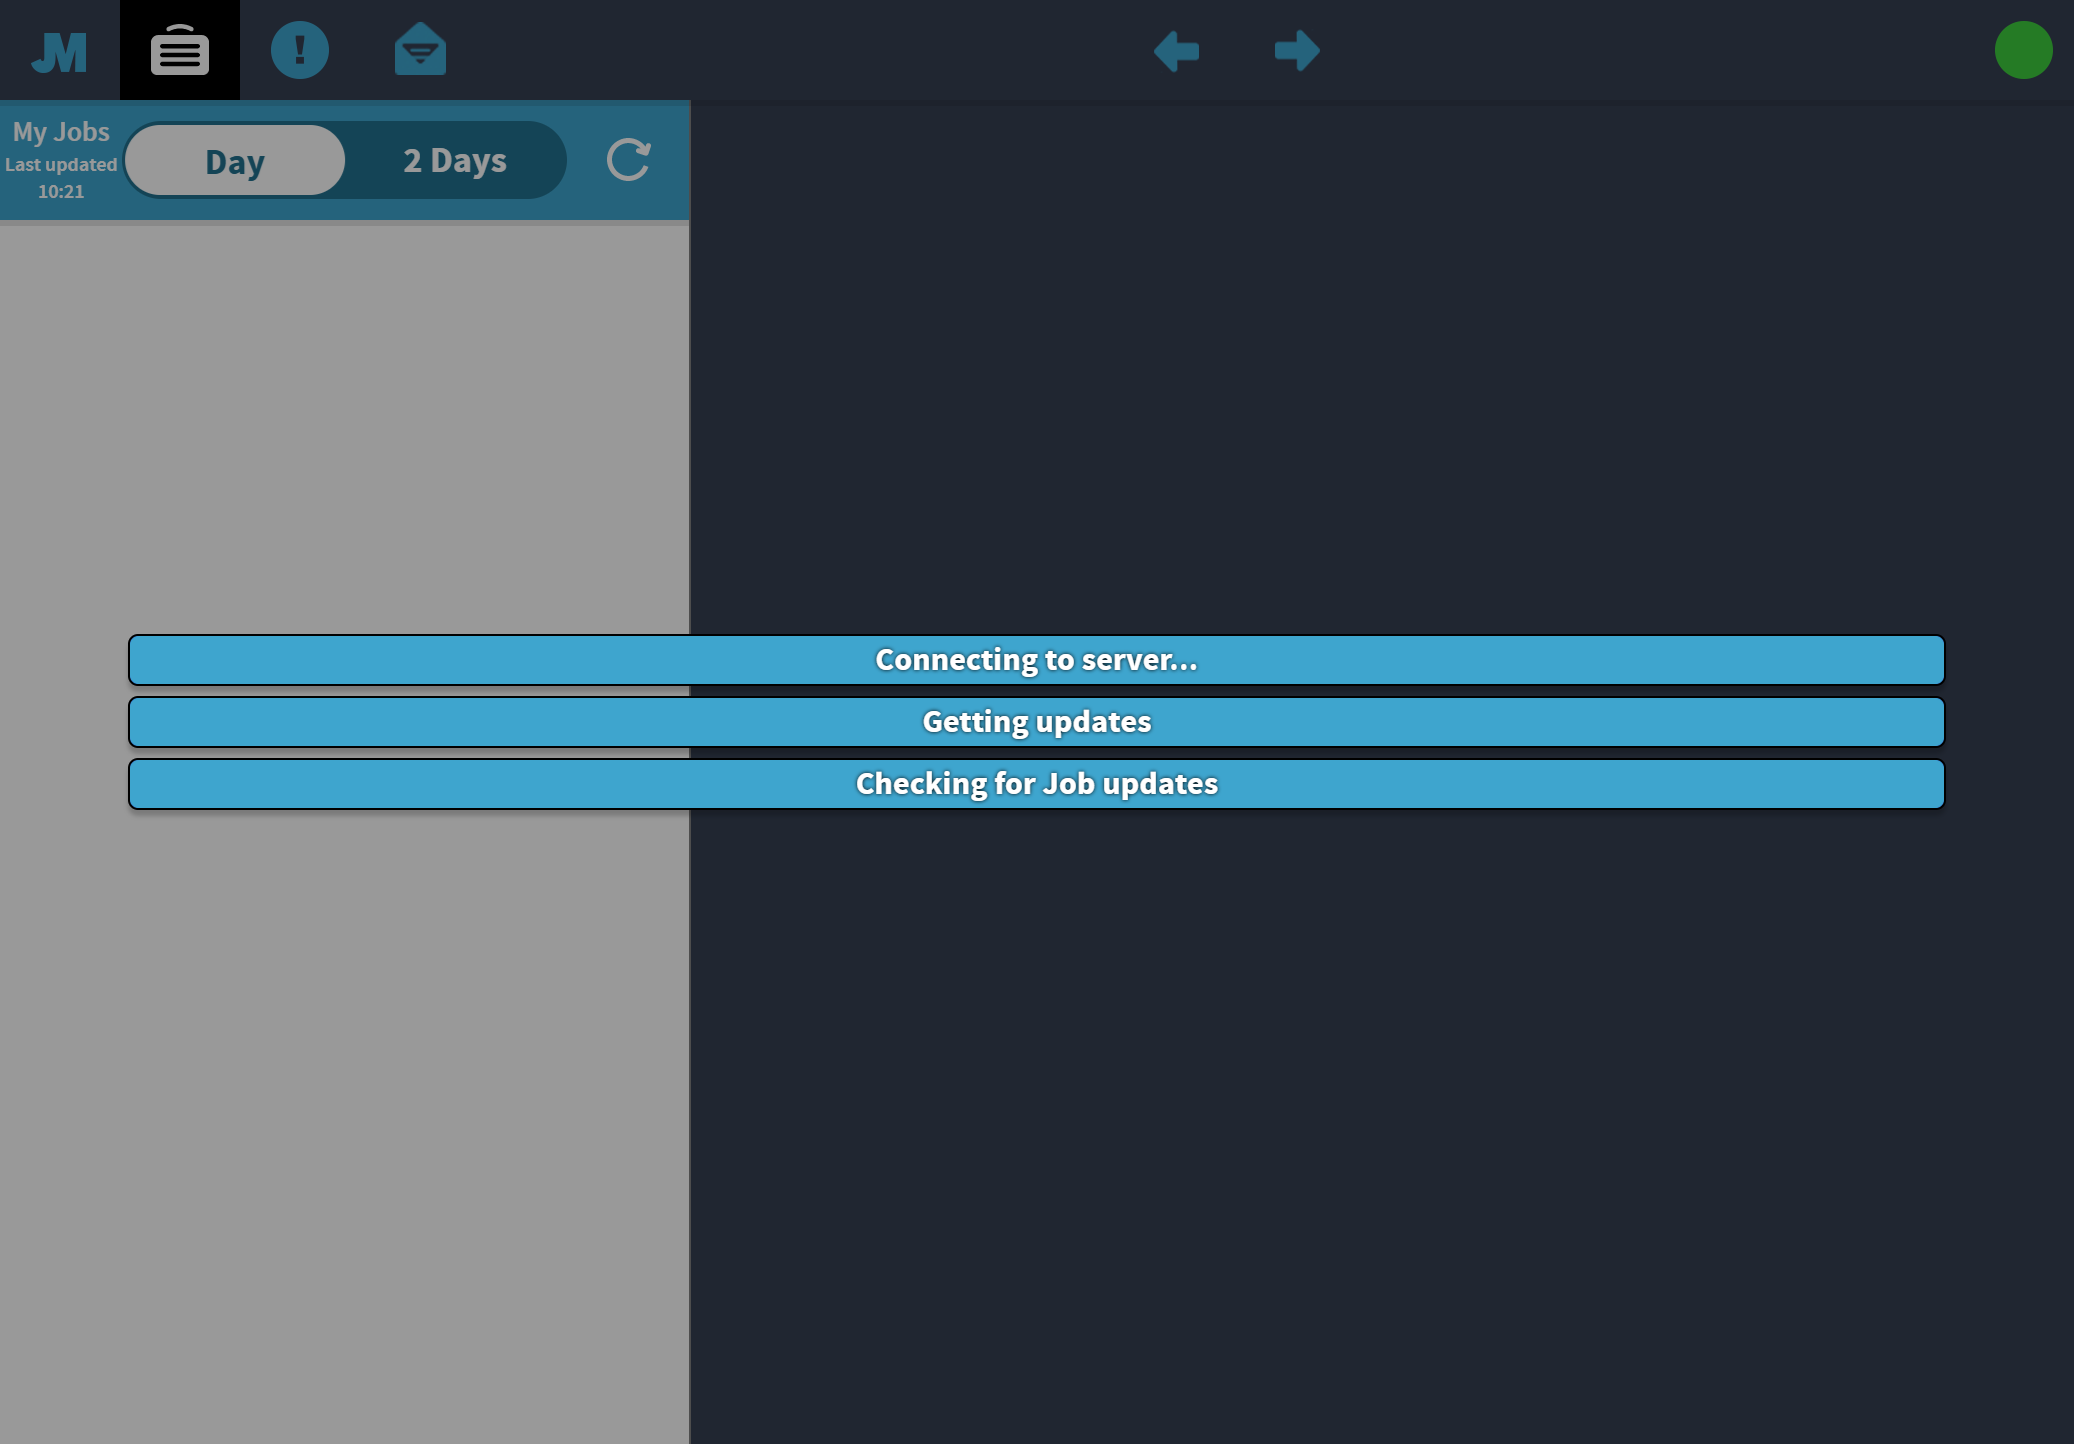 JM
!
My Jobs
Last updated
10:21
Day
2 Days
Connecting to server...
Getting updates
Checking for Job updates